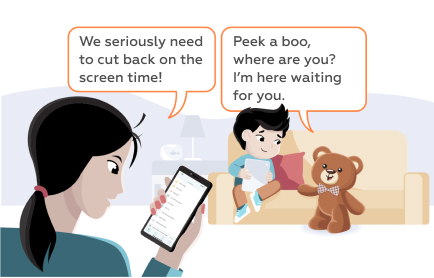 We seriously need
to cut back on the
screen time!
Peek a boo,
where are you?
I'm here waiting
for you.